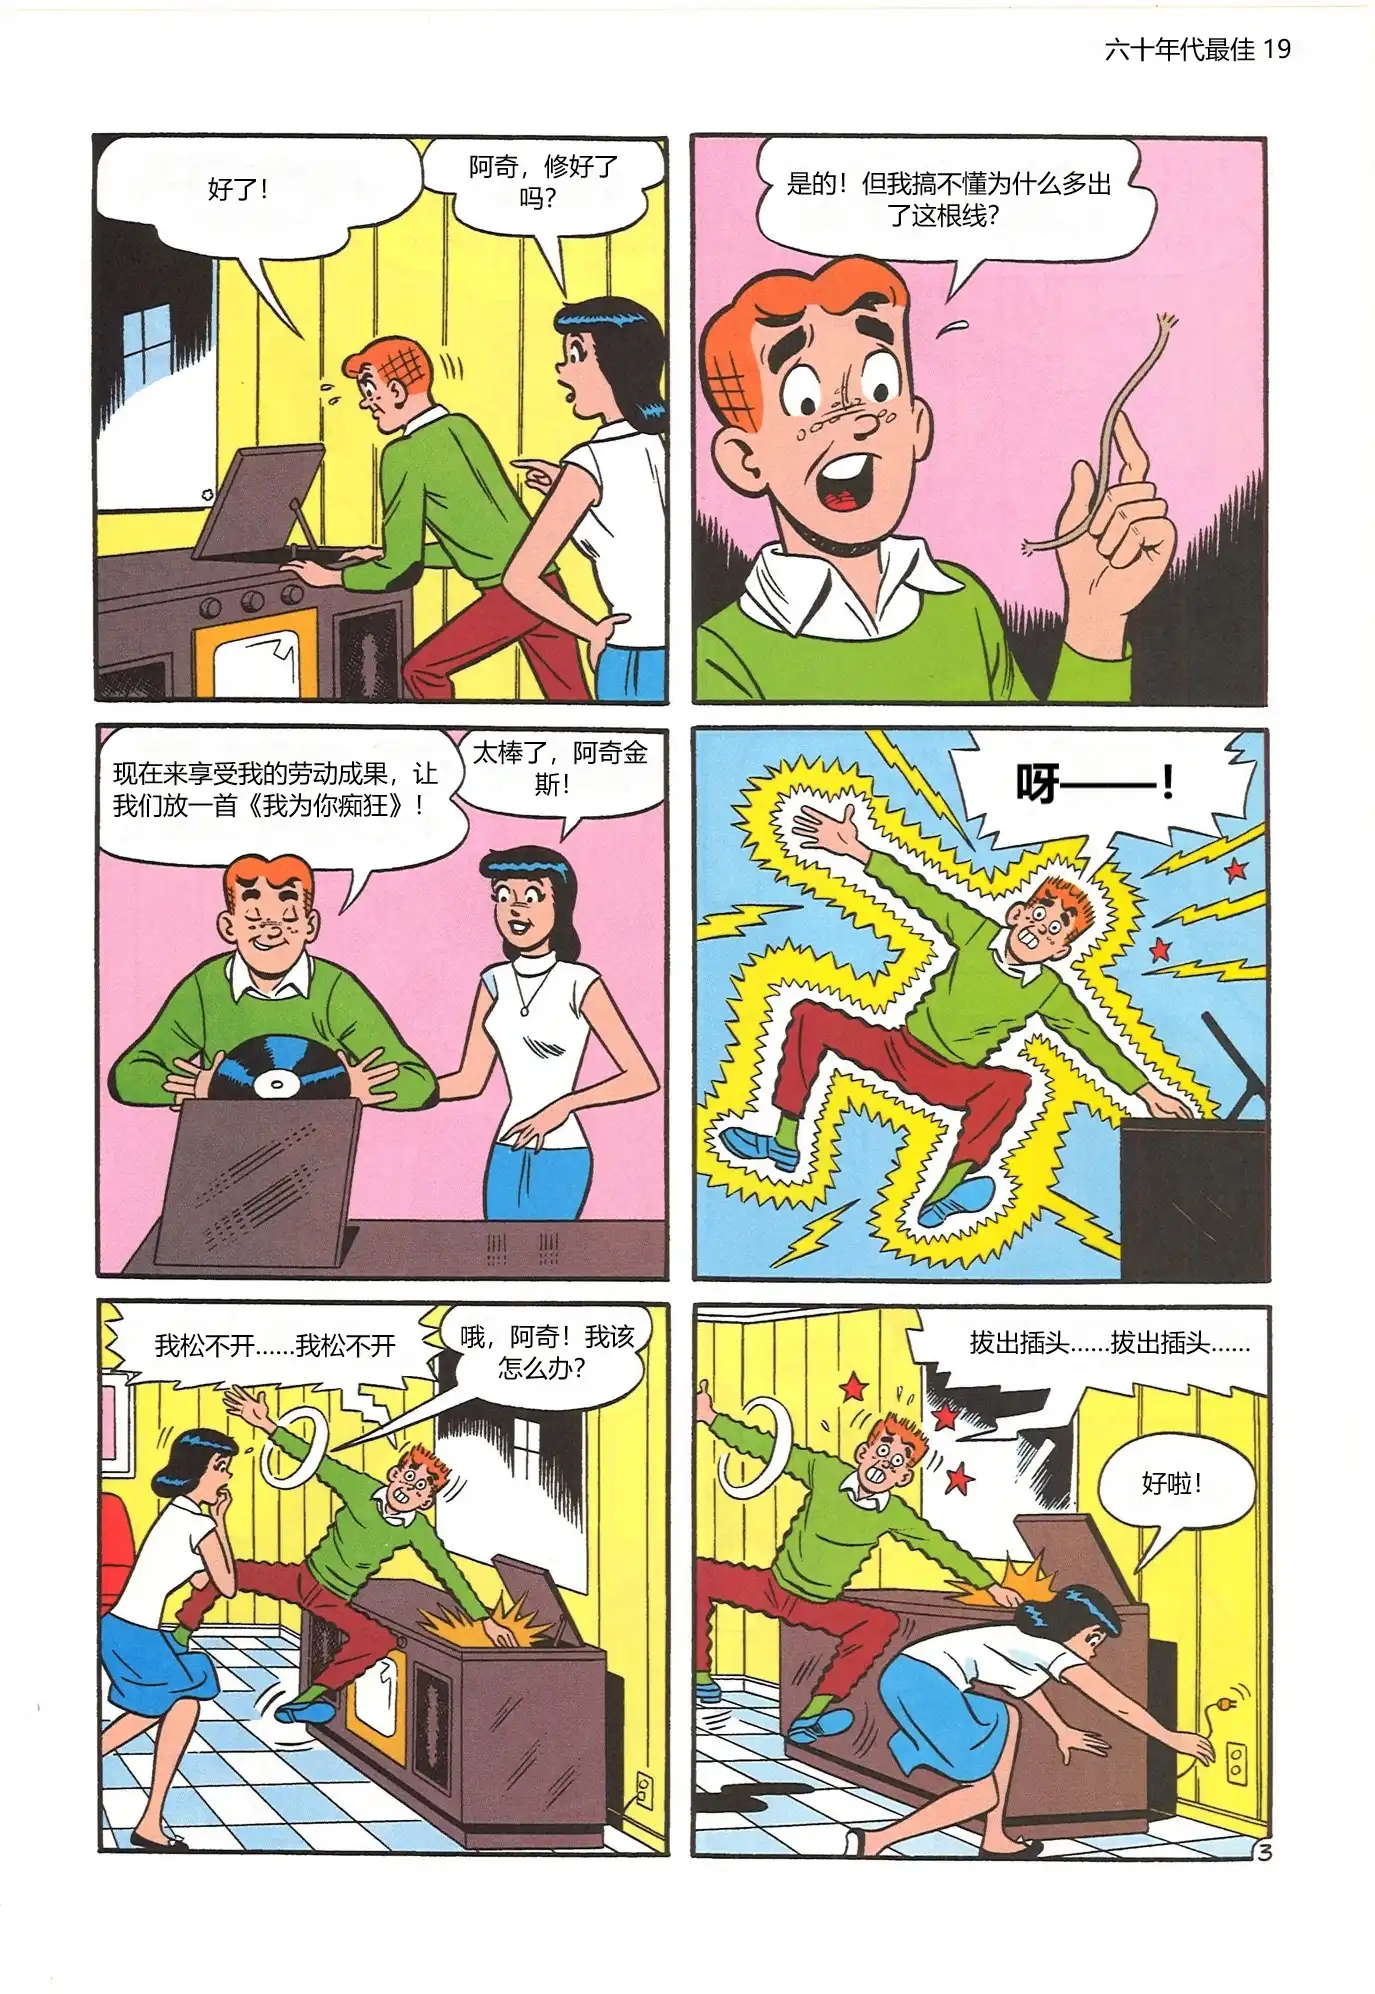 六十年代最佳 19
好了！
阿奇，修好了
吗？
是的！但我搞不懂为什么多出
了这根线？
现在来享受我的劳动成果，让
我们放一首《我为你痴狂》！
太棒了，阿奇金
斯！
呀——！
我松不开……我松不开
哦，阿奇！我该
怎么办？
拔出插头……拔出插头……
好啦！
3